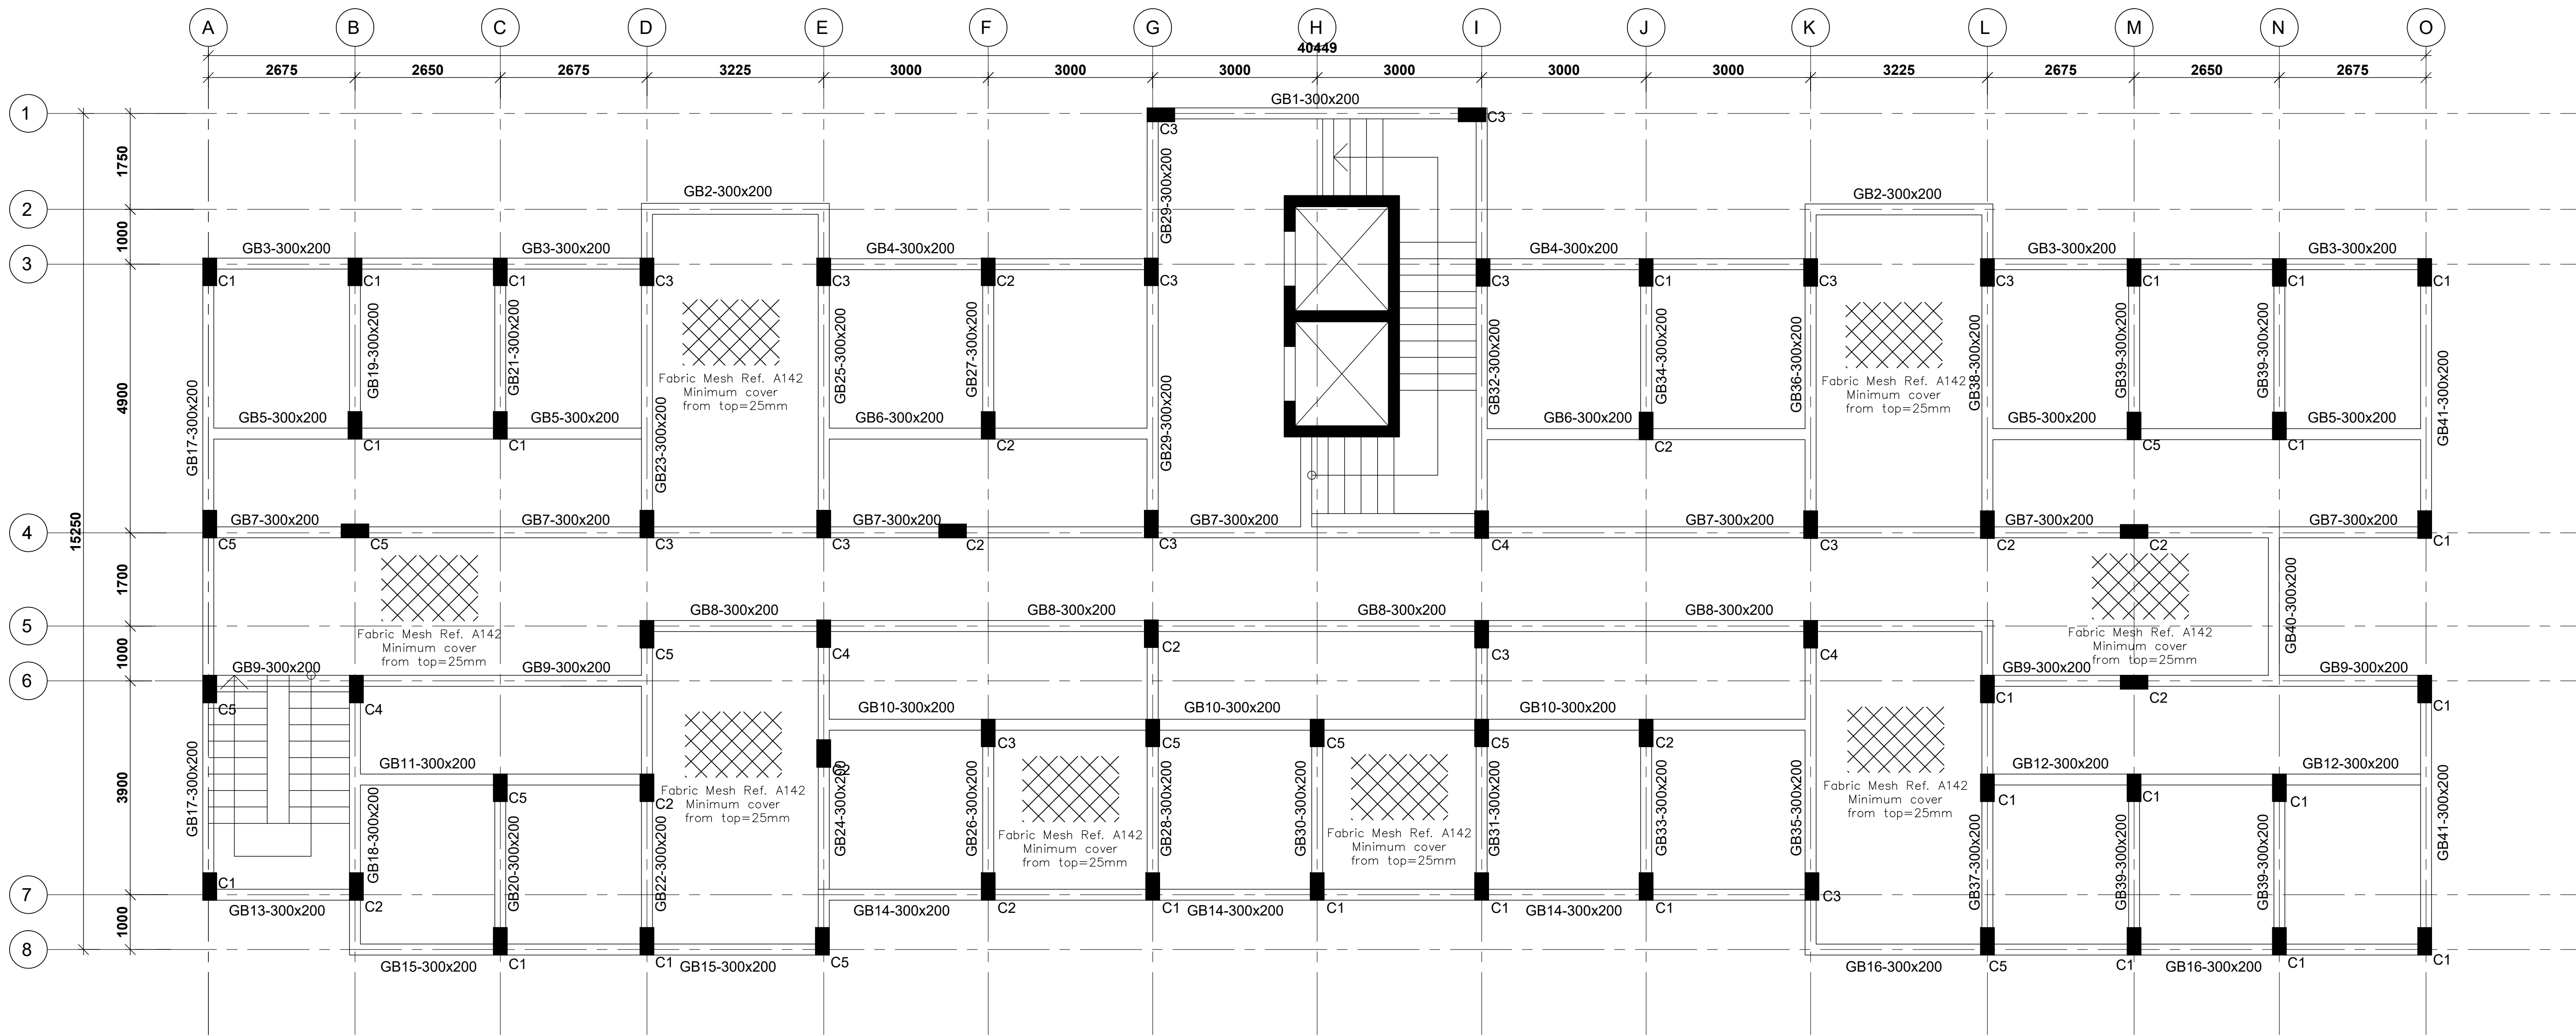 A B C D E F G H I J K L M N O
40449
2675 2650 2675 3225 3000 3000 3000 3000 3000 3000 3225 2675 2650 2675
1 GB1-300x200
C3 C3
1750
GB29-300x200
2 GB2-300x200 GB2-300x200
1000
3 GB3-300x200 GB3-300x200 GB4-300x200 GB4-300x200 GB3-300x200 GB3-300x200
C1 C1 C1 C3 C3 C2 C3 C3 C1 C3 C3 C1 C1 C1
4900
GB17-300x200 GB19-300x200 GB21-300x200 GB23-300x200 GB25-300x200 GB27-300x200 GB29-300x200 GB32-300x200 GB34-300x200 GB36-300x200 GB38-300x200 GB39-300x200 GB39-300x200 GB41-300x200
Fabric Mesh Ref. A142
Minimum cover
from top=25mm
Fabric Mesh Ref. A142
Minimum cover
from top=25mm
GB5-300x200 GB5-300x200 GB6-300x200 GB6-300x200 GB5-300x200 GB5-300x200
C1 C1 C2 C2 C5 C1
15250
4 GB7-300x200 GB7-300x200 GB7-300x200 GB7-300x200 GB7-300x200 GB7-300x200 GB7-300x200
C5 C5 C3 C3 C2 C3 C4 C3 C2 C2 C1
1700
GB40-300x200
Fabric Mesh Ref. A142
Minimum cover
from top=25mm
Fabric Mesh Ref. A142
Minimum cover
from top=25mm
5 GB8-300x200 GB8-300x200 GB8-300x200 GB8-300x200
C5 C4 C2 C3 C4
1000
6 GB9-300x200 GB9-300x200 GB9-300x200 GB9-300x200
C5 C4 C1 C2 C1
GB10-300x200 GB10-300x200 GB10-300x200
C3 C5 C5 C5 C2
C2
3900
GB11-300x200 GB12-300x200 GB12-300x200
C5 C2 C1 C1 C1
GB17-300x200 GB18-300x200 GB20-300x200 GB22-300x200 GB24-300x200 GB26-300x200 GB28-300x200 GB30-300x200 GB31-300x200 GB33-300x200 GB35-300x200 GB37-300x200 GB39-300x200 GB39-300x200 GB41-300x200
Fabric Mesh Ref. A142
Minimum cover
from top=25mm
Fabric Mesh Ref. A142
Minimum cover
from top=25mm
Fabric Mesh Ref. A142
Minimum cover
from top=25mm
Fabric Mesh Ref. A142
Minimum cover
from top=25mm
7 C1 C2 C2 C1 C1 C1 C1 C3
GB13-300x200 GB14-300x200 GB14-300x200 GB14-300x200
1000
8 C1 C1 C5 C5 C1 C1 C1
GB15-300x200 GB15-300x200 GB16-300x200 GB16-300x200